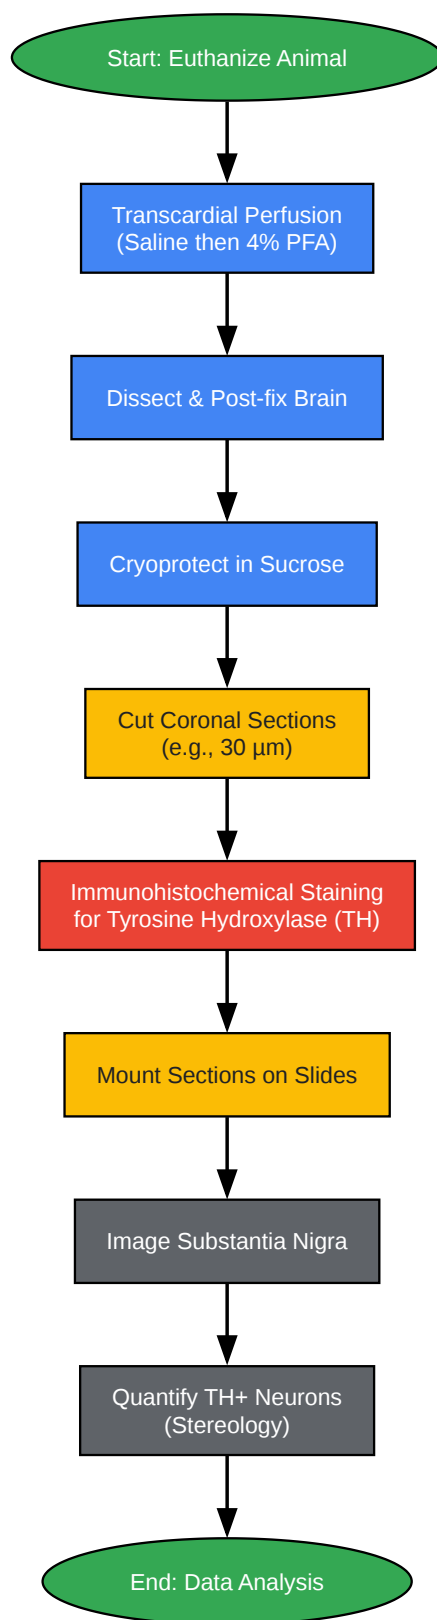 Start: Euthanize Animal
Transcardial Perfusion
(Saline then 4% PFA)
Dissect & Post-fix Brain
Cryoprotect in Sucrose
Cut Coronal Sections
(e.g., 30 µm)
Immunohistochemical Staining
for Tyrosine Hydroxylase (TH)
Mount Sections on Slides
Image Substantia Nigra
Quantify TH+ Neurons
(Stereology)
End: Data Analysis